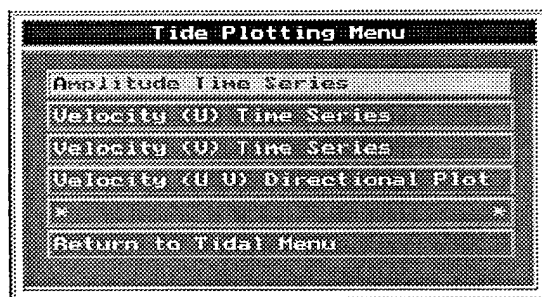 Tide Plotting Menu
Amplitude Time Series
Velocity (U) Time Series
Velocity (V) Time Series
Velocity (U V) Directional Plot
* *
Return to Tidal Menu